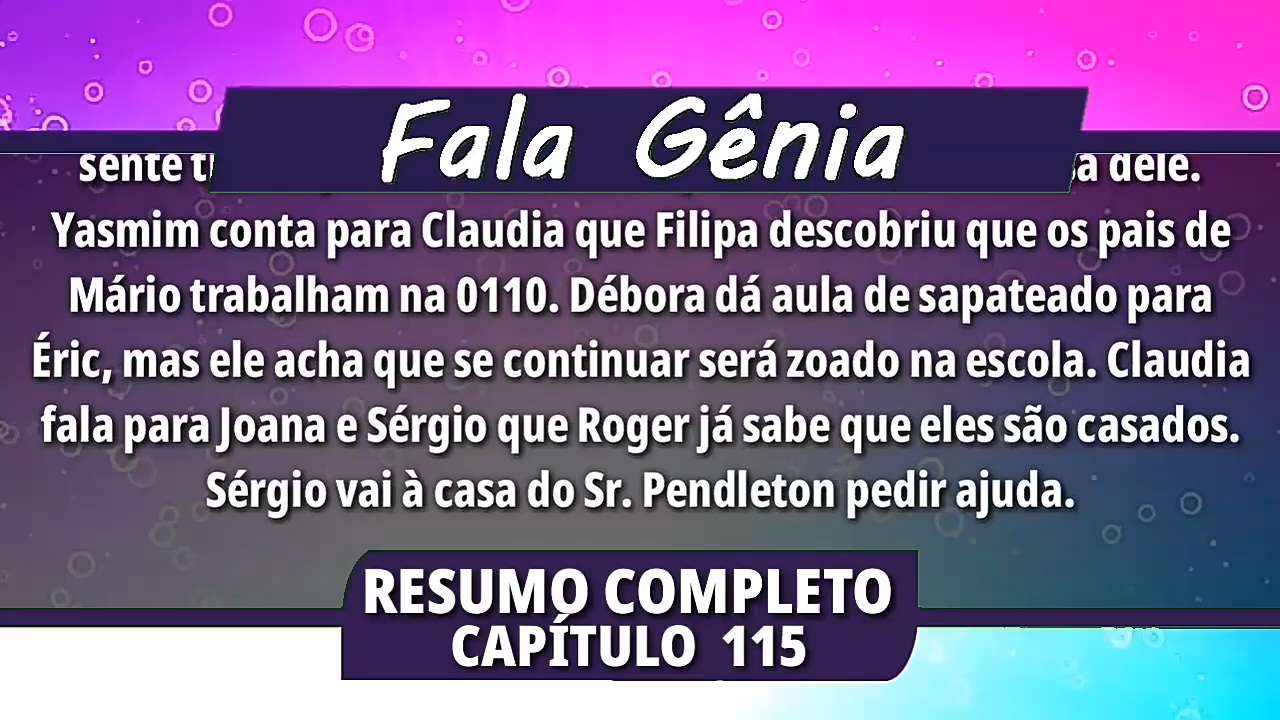 Fala Gênia
sente
dele.
Yasmim conta para Claudia que Filipa descobriu que os pais de
Mário trabalham na 0110. Débora dá aula de sapateado para
Éric, mas ele acha que se continuar será zoado na escola. Claudia
fala para Joana e Sérgio que Roger já sabe que eles são casados.
Sérgio vai à casa do Sr. Pendleton pedir ajuda.
RESUMO COMPLETO
CAPÍTULO 115